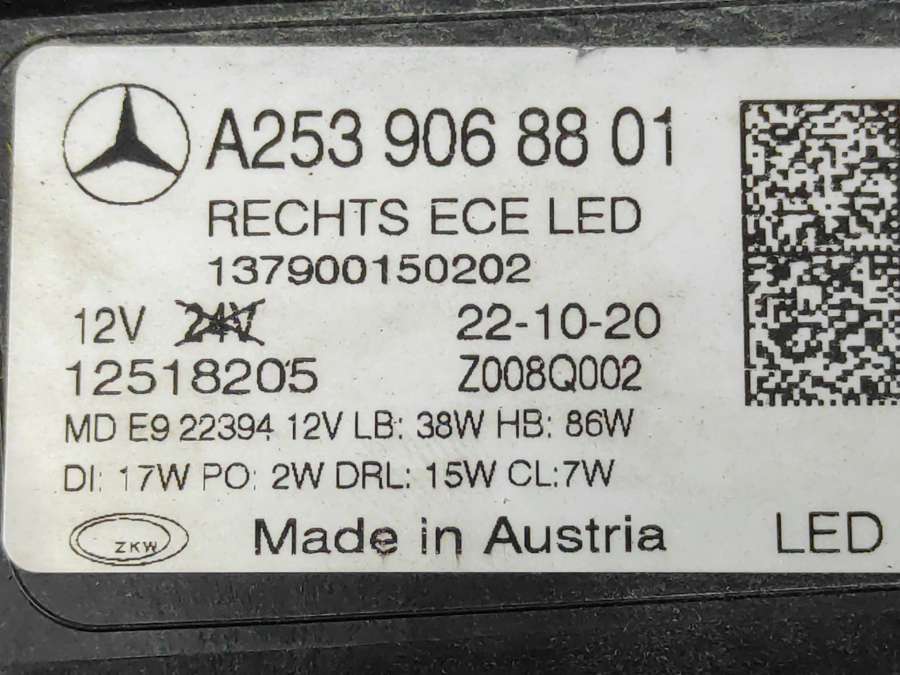 A253 906 88 01
RECHTS ECE LED
137900150202
12V 24V 22-10-20
12518205 Z008Q002
MD E9 22394 12V LB: 38W HB: 86W
DI: 17W PO: 2W DRL: 15W CL:7W
ZKW Made in Austria LED